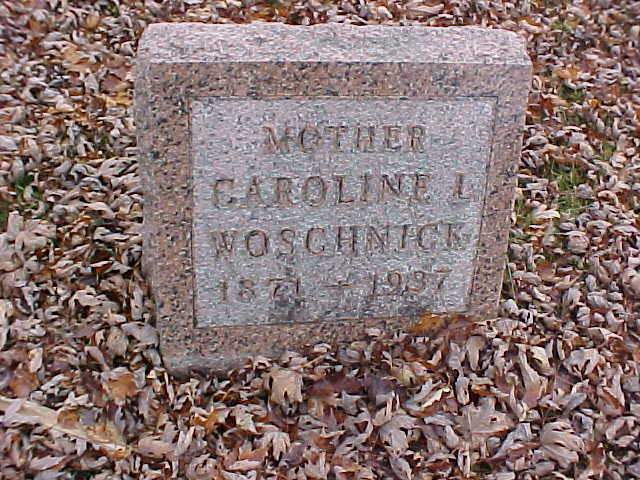 MOTHER
CAROLINE L
WOSCHNICK
1871 — 1937